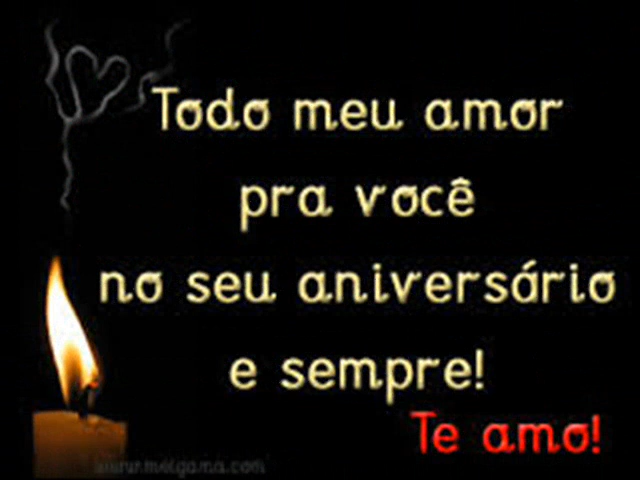 Todo meu amor
pra você
no seu aniversário
e sempre!
Te amo!